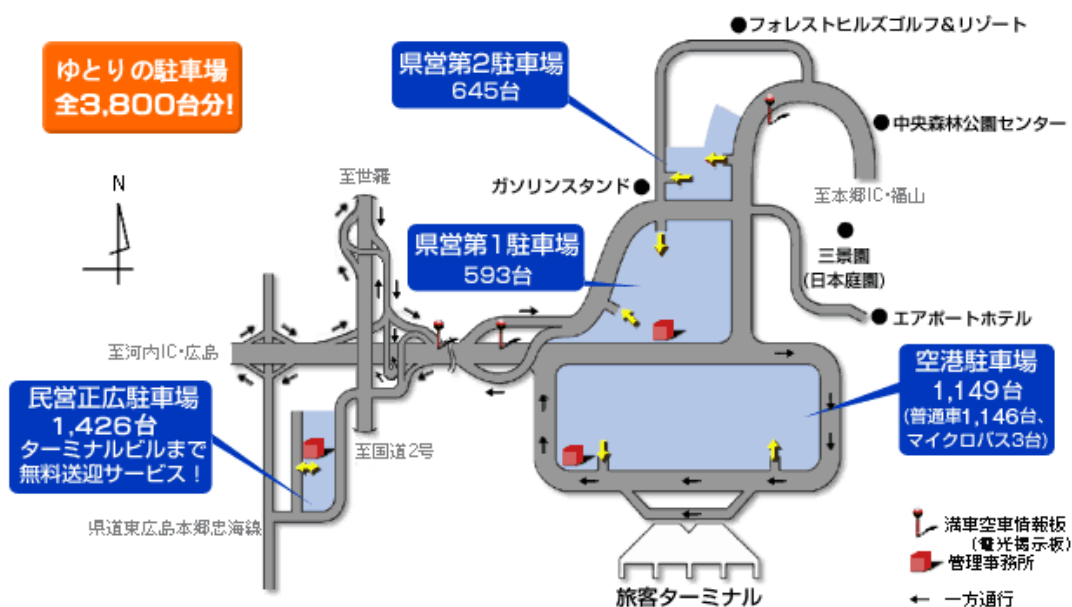 フォレストヒルズゴルフ&リゾート
ゆとりの駐車場
全3,800台分!
県営第2駐車場
645台
中央森林公園センター
N
至世羅
ガソリンスタンド
至本郷IC・福山
県営第1駐車場
593台
三景園
(日本庭園)
エアポートホテル
至河内IC・広島
空港駐車場
1,149台
(普通車1,146台、
マイクロバス3台)
民営正広駐車場
1,426台
ターミナルビルまで
無料送迎サービス!
至国道2号
県道東広島本郷忠海線
満車空車情報板
(電光掲示板)
管理事務所
一方通行
旅客ターミナル